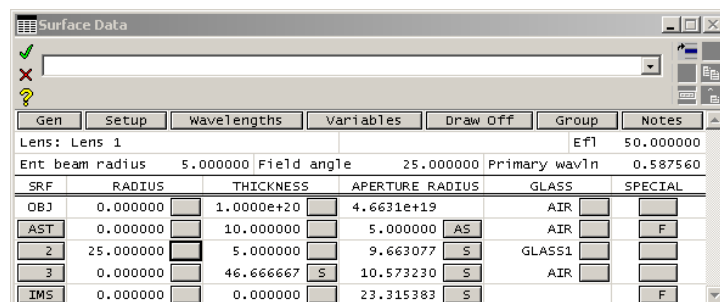 Surface Data
Gen Setup Wavelengths Variables Draw Off Group Notes
Lens: Lens 1 Efl 50.000000
Ent beam radius 5.000000 Field angle 25.000000 Primary wavln 0.587560
SRF RADIUS THICKNESS APERTURE RADIUS GLASS SPECIAL
OBJ 0.000000 1.0000e+20 4.6631e+19 AIR
AST 0.000000 10.000000 5.000000 AS AIR F
2 25.000000 5.000000 9.663077 S GLASS1
3 0.000000 46.666667 S 10.573230 S AIR
IMS 0.000000 0.000000 23.315383 S F